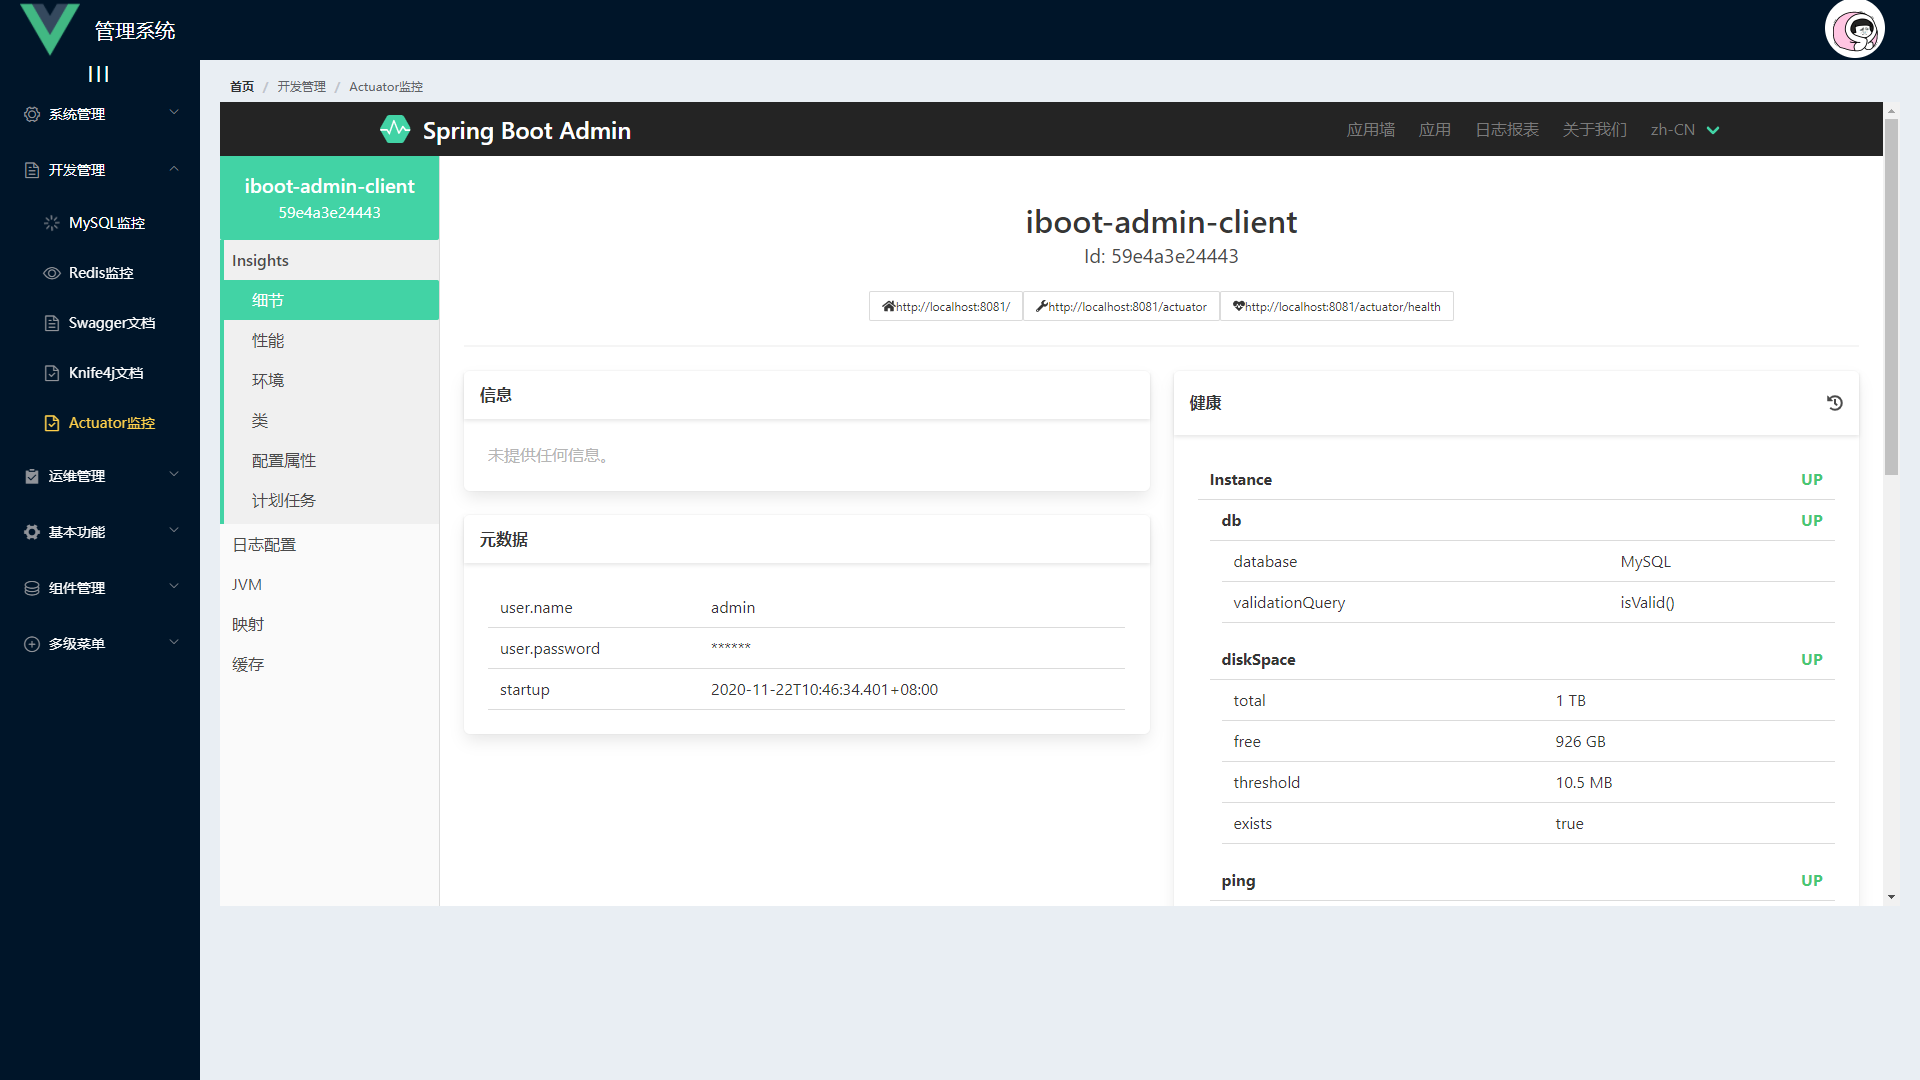 管理系统
系统管理
开发管理
MySQL监控
Redis监控
Swagger文档
Knife4j文档
Actuator监控
运维管理
基本功能
组件管理
多级菜单
首页 / 开发管理 / Actuator监控
Spring Boot Admin
应用墙 应用 日志报表 关于我们 zh-CN
iboot-admin-client
59e4a3e24443
Insights
细节
性能
环境
类
配置属性
计划任务
日志配置
JVM
映射
缓存
iboot-admin-client
Id: 59e4a3e24443
http://localhost:8081/ http://localhost:8081/actuator http://localhost:8081/actuator/health
信息
未提供任何信息。
元数据
user.name admin
user.password ******
startup 2020-11-22T10:46:34.401+08:00
健康
Instance UP
db UP
database MySQL
validationQuery isValid()
diskSpace UP
total 1 TB
free 926 GB
threshold 10.5 MB
exists true
ping UP